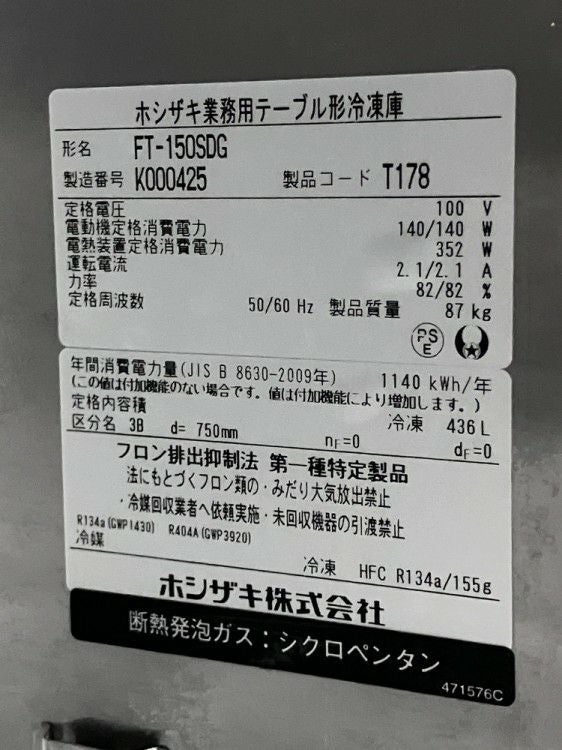 ホシザキ業務用テーブル形冷凍庫
形名 FT-150SDG
製造番号 K000425 製品コード T178
定格電圧 100 V
電動機定格消費電力 140/140 W
電熱装置定格消費電力 352 W
運転電流 2.1/2.1 A
力率 82/82 %
定格周波数 50/60 Hz 製品質量 87 kg
PS E
年間消費電力量(JIS B 8630-2009年) 1140 kWh/年
(この値は付加機能のない場合です。値は付加機能により増加します。)
定格内容積 冷凍 436 L
区分名 3B d= 750mm nF=0 dF=0
フロン排出抑制法 第一種特定製品
法にもとづくフロン類の・みだり大気放出禁止
・冷媒回収業者へ依頼実施・未回収機器の引渡禁止
R134a(GWP1430) R404A(GWP3920)
冷媒 冷凍 HFC R134a/155g
ホシザキ株式会社
断熱発泡ガス：シクロペンタン
471576C